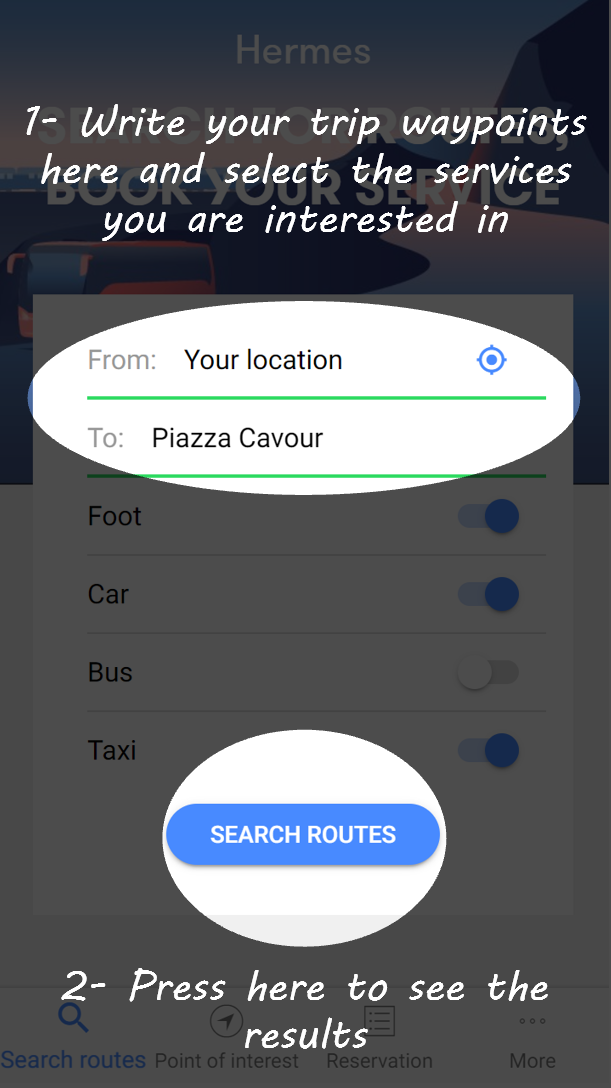 Hermes
SEARCH FOR ROUTES,
BOOK YOUR SERVICE
1- Write your trip waypoints
here and select the services
you are interested in
From: Your location
To: Piazza Cavour
Foot
Car
Bus
Taxi
SEARCH ROUTES
2- Press here to see the
results
Search routes Point of interest Reservation More